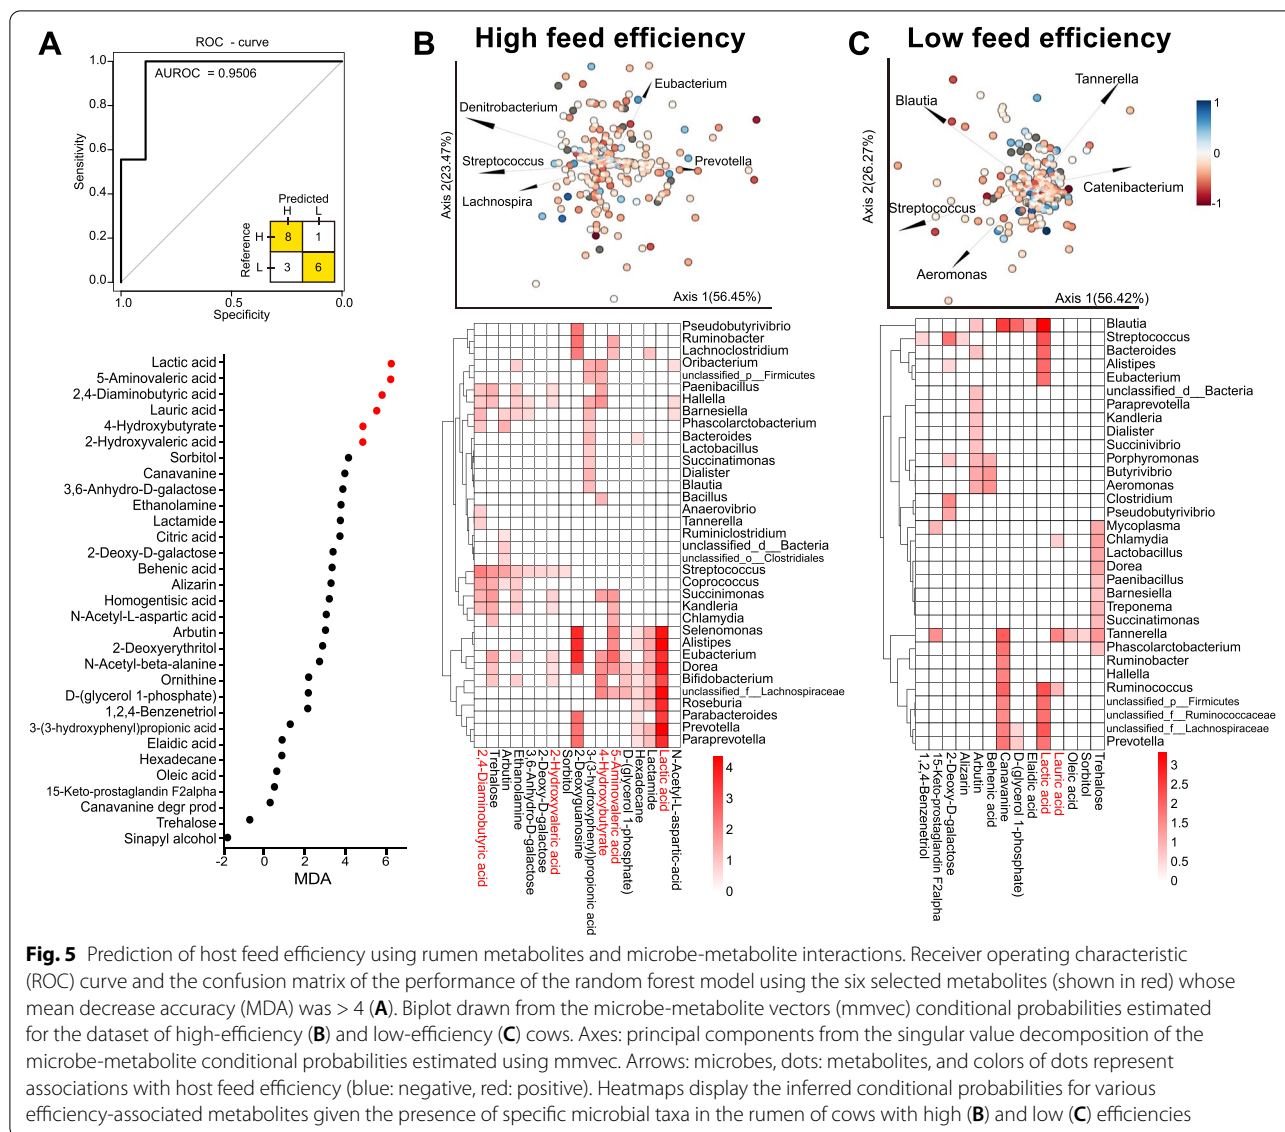 A
ROC - curve
AUROC = 0.9506
1.0
0.8
0.6
0.4
0.2
0.0
Sensitivity
1.0
0.5
0.0
Specificity
Predicted
H
L
Reference
H
8
1
L
3
6
Lactic acid
5-Aminovaleric acid
2,4-Diaminobutyric acid
Lauric acid
4-Hydroxybutyrate
2-Hydroxyvaleric acid
Sorbitol
Canavanine
3,6-Anhydro-D-galactose
Ethanolamine
Lactamide
Citric acid
2-Deoxy-D-galactose
Behenic acid
Alizarin
Homogentisic acid
N-Acetyl-L-aspartic acid
Arbutin
2-Deoxyerythritol
N-Acetyl-beta-alanine
Ornithine
D-(glycerol 1-phosphate)
1,2,4-Benzenetriol
3-(3-hydroxyphenyl)propionic acid
Elaidic acid
Hexadecane
Oleic acid
15-Keto-prostaglandin F2alpha
Canavanine degr prod
Trehalose
Sinapyl alcohol
-2
0
2
4
6
MDA
B
High feed efficiency
Axis 2(23.47%)
Eubacterium
Denitrobacterium
Streptococcus
Prevotella
Lachnospira
Axis 1(56.45%)
Pseudobutyrivibrio
Ruminobacter
Lachnoclostridium
Oribacterium
unclassified_p__Firmicutes
Paenibacillus
Hallella
Barnesiella
Phascolarctobacterium
Bacteroides
Lactobacillus
Succinatimonas
Dialister
Blautia
Bacillus
Anaerovibrio
Tannerella
Ruminiclostridium
unclassified_d__Bacteria
unclassified_o__Clostridiales
Streptococcus
Coprococcus
Succinimonas
Kandleria
Chlamydia
Selenomonas
Alistipes
Eubacterium
Dorea
Bifidobacterium
unclassified_f__Lachnospiraceae
Roseburia
Parabacteroides
Prevotella
Paraprevotella
2,4-Diaminobutyric acid
Trehalose
Arbutin
Ethanolamine
3,6-Anhydro-D-galactose
2-Deoxy-D-galactose
2-Hydroxyvaleric acid
Sorbitol
2-Deoxyguanosine
3-(3-hydroxyphenyl)propionic acid
4-Hydroxybutyrate
5-Aminovaleric acid
D-(glycerol 1-phosphate)
Hexadecane
Lactamide
Lactic acid
N-Acetyl-L-aspartic-acid
4
3
2
1
0
C
Low feed efficiency
Axis 2(26.27%)
Tannerella
Blautia
Catenibacterium
Streptococcus
Aeromonas
Axis 1(56.42%)
1
0
-1
Blautia
Streptococcus
Bacteroides
Alistipes
Eubacterium
unclassified_d__Bacteria
Paraprevotella
Kandleria
Dialister
Succinivibrio
Porphyromonas
Butyrivibrio
Aeromonas
Clostridium
Pseudobutyrivibrio
Mycoplasma
Chlamydia
Lactobacillus
Dorea
Paenibacillus
Barnesiella
Treponema
Succinatimonas
Tannerella
Phascolarctobacterium
Ruminobacter
Hallella
Ruminococcus
unclassified_p__Firmicutes
unclassified_f__Ruminococcaceae
unclassified_f__Lachnospiraceae
Prevotella
1,2,4-Benzenetriol
15-Keto-prostaglandin F2alpha
2-Deoxy-D-galactose
Alizarin
Arbutin
Behenic acid
Canavanine
D-(glycerol 1-phosphate)
Elaidic acid
Lactic acid
Lauric acid
Oleic acid
Sorbitol
Trehalose
3
2.5
2
1.5
1
0.5
0
Fig. 5 Prediction of host feed efficiency using rumen metabolites and microbe-metabolite interactions. Receiver operating characteristic
(ROC) curve and the confusion matrix of the performance of the random forest model using the six selected metabolites (shown in red) whose
mean decrease accuracy (MDA) was > 4 (A). Biplot drawn from the microbe-metabolite vectors (mmvec) conditional probabilities estimated
for the dataset of high-efficiency (B) and low-efficiency (C) cows. Axes: principal components from the singular value decomposition of the
microbe-metabolite conditional probabilities estimated using mmvec. Arrows: microbes, dots: metabolites, and colors of dots represent
associations with host feed efficiency (blue: negative, red: positive). Heatmaps display the inferred conditional probabilities for various
efficiency-associated metabolites given the presence of specific microbial taxa in the rumen of cows with high (B) and low (C) efficiencies